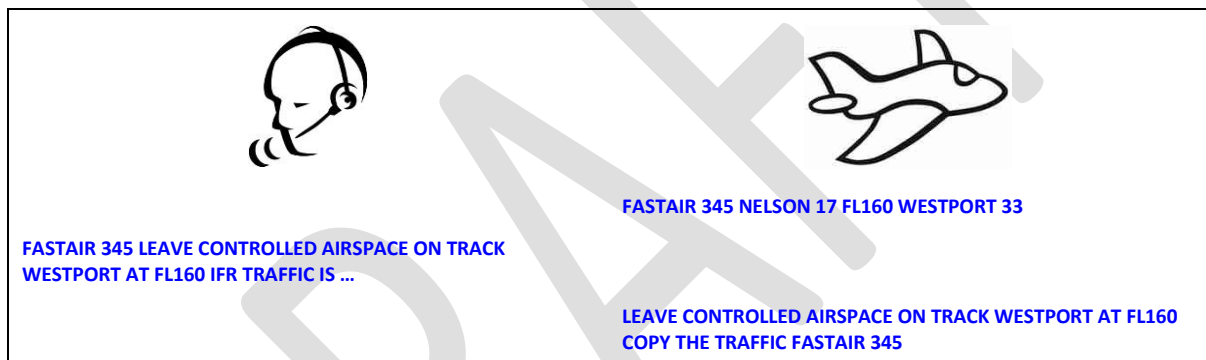 FASTAIR 345 NELSON 17 FL160 WESTPORT 33
FASTAIR 345 LEAVE CONTROLLED AIRSPACE ON TRACK
WESTPORT AT FL160 IFR TRAFFIC IS …
LEAVE CONTROLLED AIRSPACE ON TRACK WESTPORT AT FL160
COPY THE TRAFFIC FASTAIR 345